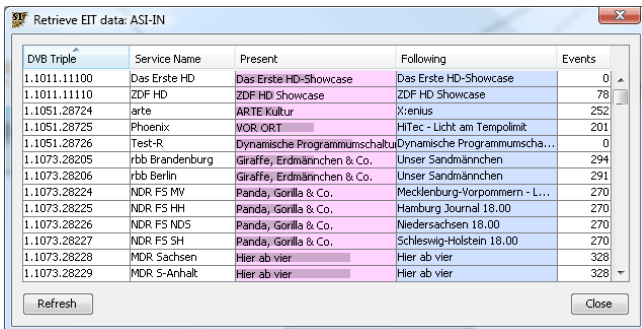 Retrieve EIT data: ASI-IN
DVB Triple Service Name Present Following Events
1.1011.11100 Das Erste HD Das Erste HD-Showcase Das Erste HD-Showcase 0
1.1011.11110 ZDF HD ZDF HD Showcase ZDF HD Showcase 78
1.1051.28724 arte ARTE Kultur X:enius 252
1.1051.28725 Phoenix VOR ORT HiTec - Licht am Tempolimit 201
1.1051.28726 Test-R Dynamische Programmumschaltu Dynamische Programmumscha... 0
1.1073.28205 rbb Brandenburg Giraffe, Erdmännchen & Co. Unser Sandmännchen 294
1.1073.28206 rbb Berlin Giraffe, Erdmännchen & Co. Unser Sandmännchen 291
1.1073.28224 NDR FS MV Panda, Gorilla & Co. Mecklenburg-Vorpommern - L... 270
1.1073.28225 NDR FS HH Panda, Gorilla & Co. Hamburg Journal 18.00 270
1.1073.28226 NDR FS NDS Panda, Gorilla & Co. Niedersachsen 18.00 270
1.1073.28227 NDR FS SH Panda, Gorilla & Co. Schleswig-Holstein 18.00 270
1.1073.28228 MDR Sachsen Hier ab vier Hier ab vier 328
1.1073.28229 MDR S-Anhalt Hier ab vier Hier ab vier 328
Refresh Close